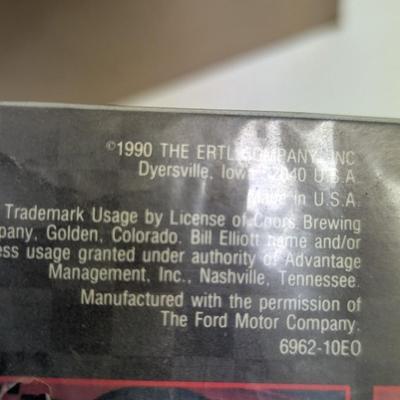 ©1990 THE ERTL COMPANY, INC
Dyersville, Iowa 52040 U.S.A.
Made in U.S.A.
Trademark Usage by License of Coors Brewing
pany, Golden, Colorado. Bill Elliott name and/or
ess usage granted under authority of Advantage
Management, Inc., Nashville, Tennessee.
Manufactured with the permission of
The Ford Motor Company.
6962-10EO